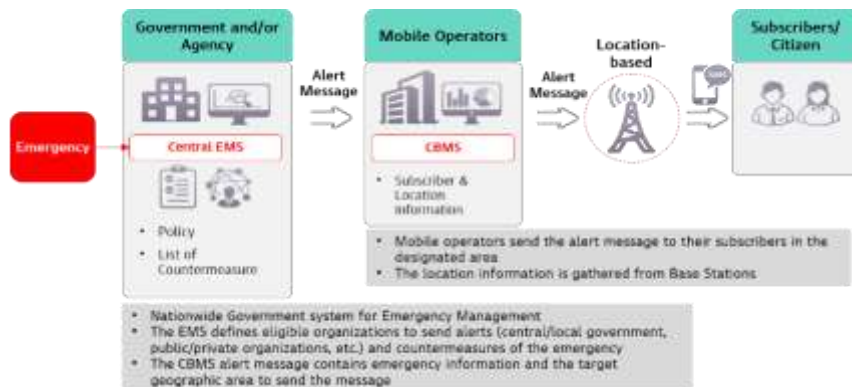 Government and/or
Agency
Mobile Operators
Subscribers/
Citizen
Location-
based
Alert
Message
Alert
Message
Emergency
Central EMS
CBMS
• Policy
• List of
Countermeasure
• Subscriber &
Location
Information
• Mobile operators send the alert message to their subscribers in the
designated area
• The location information is gathered from Base Stations
• Nationwide Government system for Emergency Management
• The EMS defines eligible organizations to send alerts (central/local government,
public/private organizations, etc.) and countermeasures of the emergency
• The CBMS alert message contains emergency information and the target
geographic area to send the message